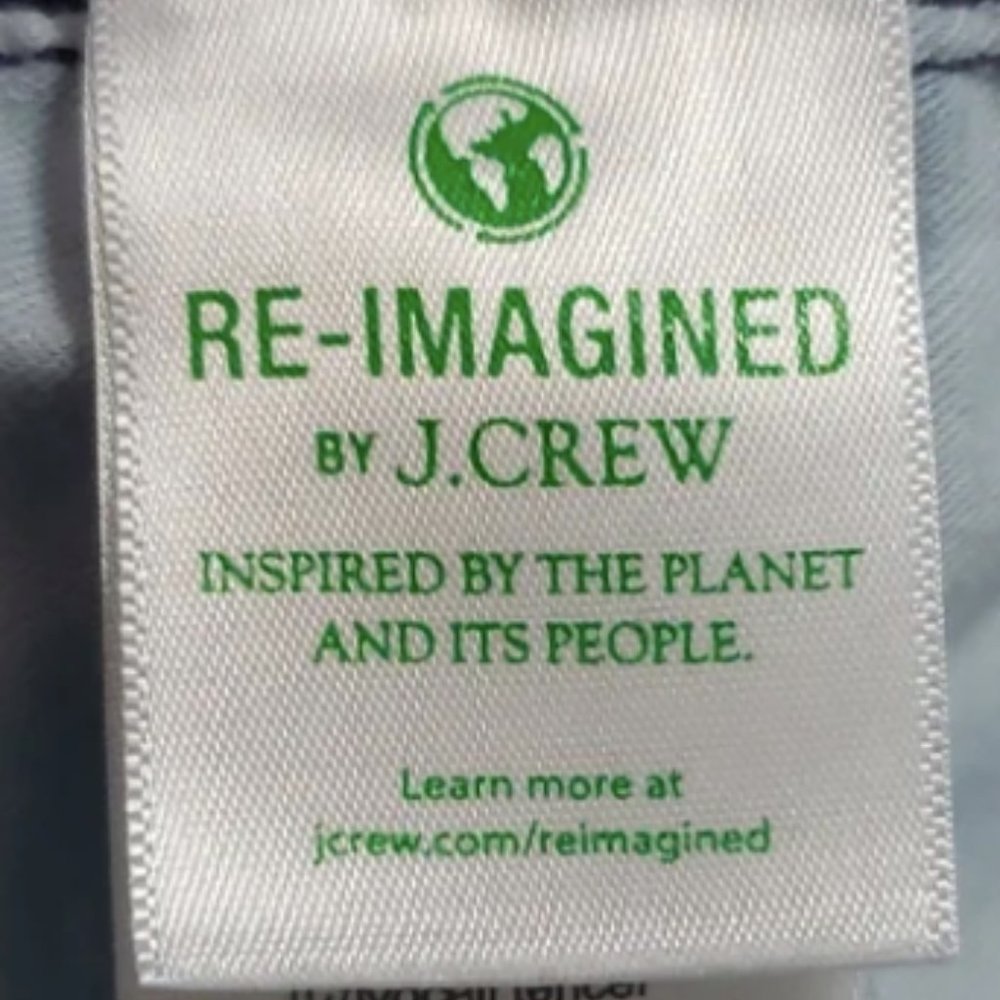 RE-IMAGINED
BY J.CREW
INSPIRED BY THE PLANET
AND ITS PEOPLE.
Learn more at
jcrew.com/reimagined